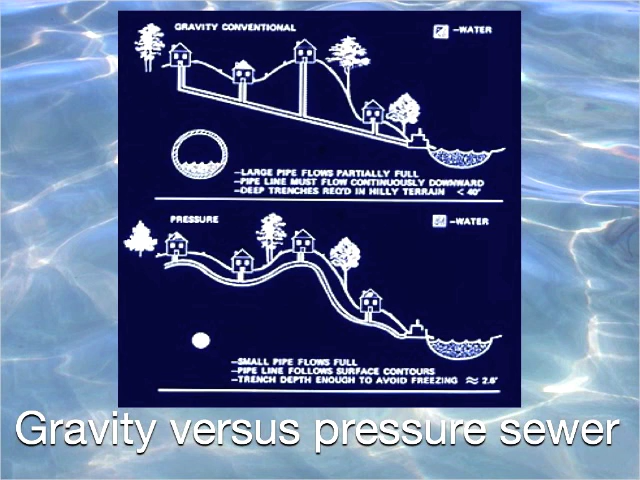 GRAVITY CONVENTIONAL
-WATER
-LARGE PIPE FLOWS PARTIALLY FULL
-PIPE LINE MUST FLOW CONTINUOUSLY DOWNWARD
-DEEP TRENCHES REQ'D IN HILLY TERRAIN < 40'
PRESSURE
-WATER
-SMALL PIPE FLOWS FULL
-PIPE LINE FOLLOWS SURFACE CONTOURS
-TRENCH DEPTH ENOUGH TO AVOID FREEZING ≈ 2.6'
Gravity versus pressure sewer